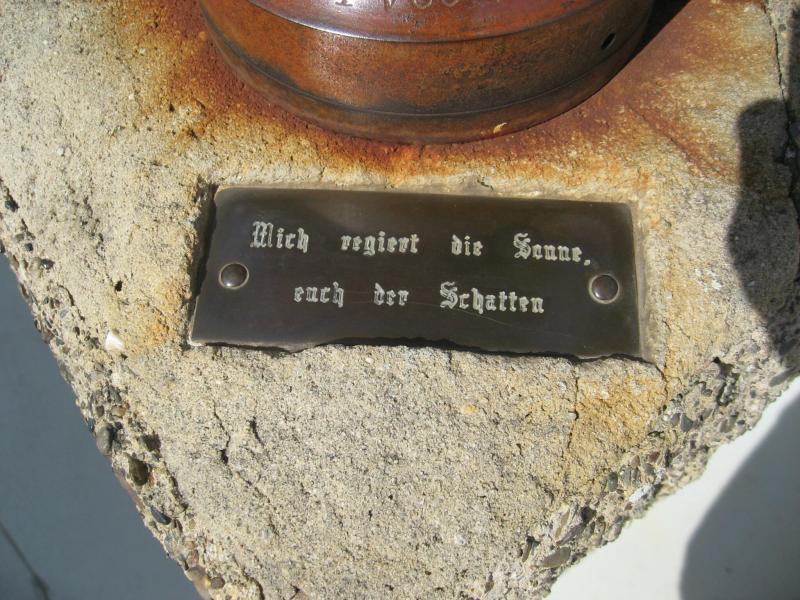 Mich regiert die Sonne,
euch der Schatten